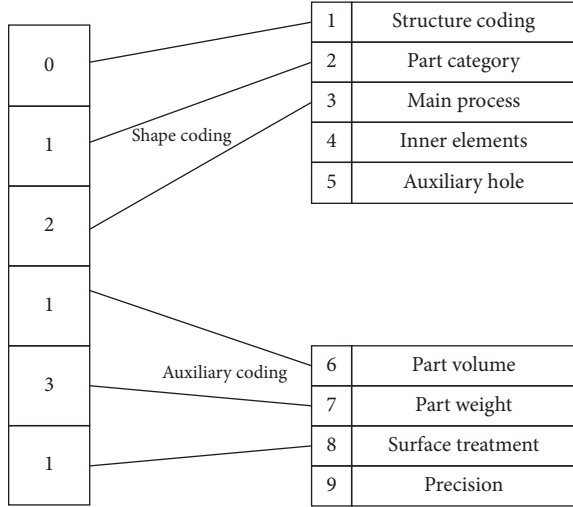 0
1
2
1
3
1
Shape coding
Auxiliary coding
1 Structure coding
2 Part category
3 Main process
4 Inner elements
5 Auxiliary hole
6 Part volume
7 Part weight
8 Surface treatment
9 Precision